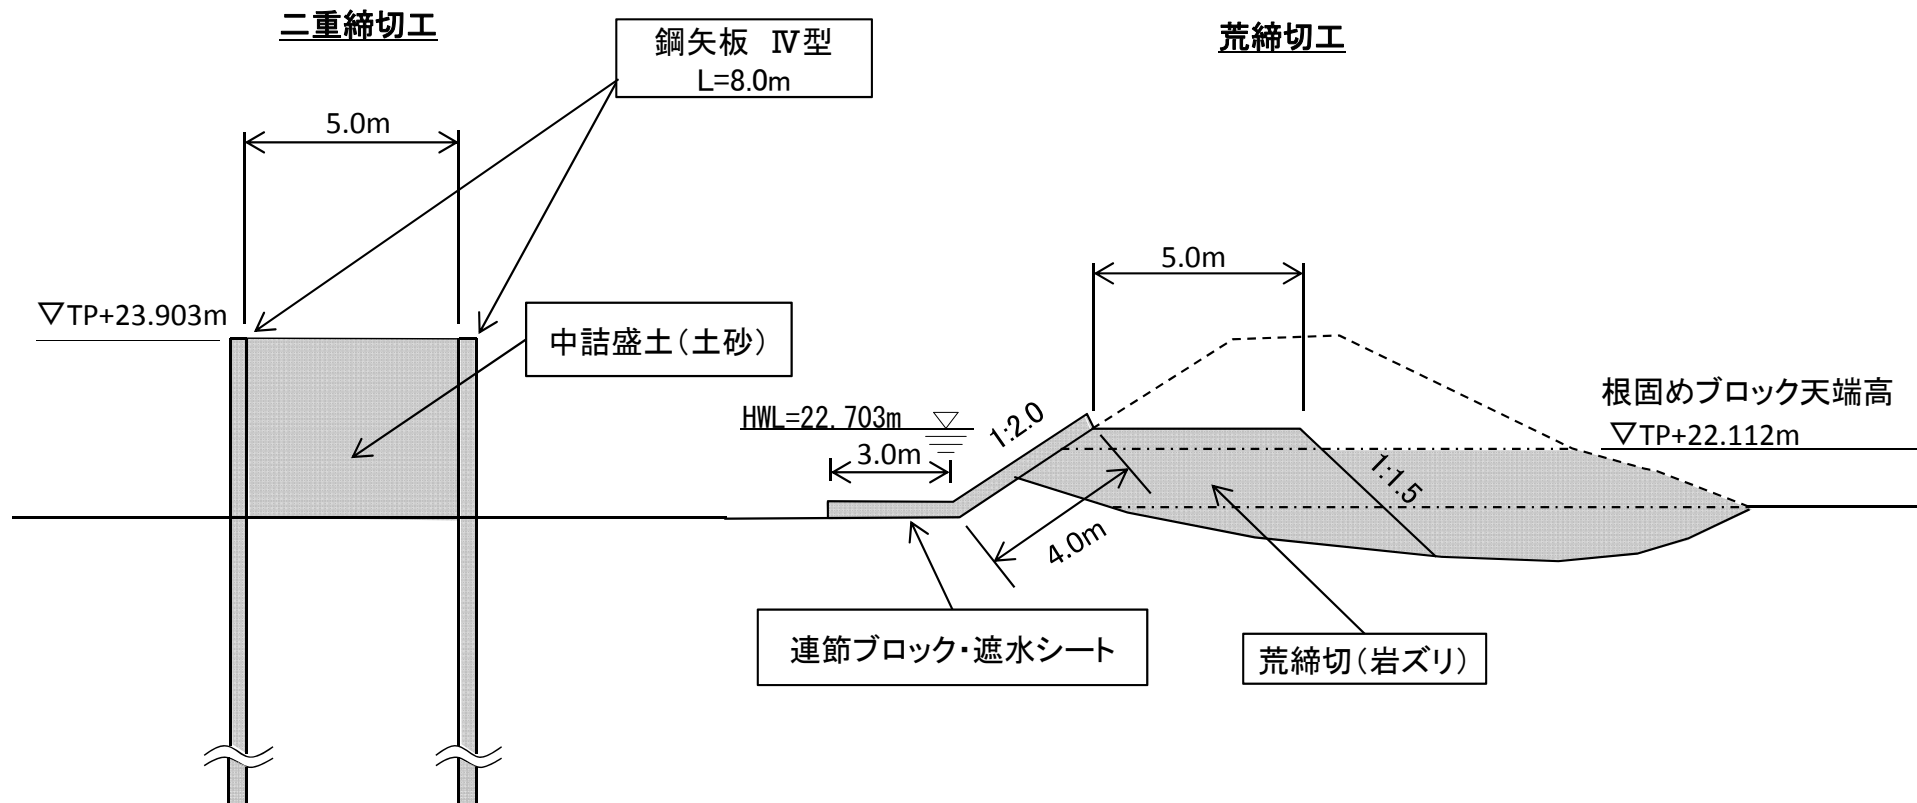 二重締切工
鋼矢板 Ⅳ型
L=8.0m
荒締切工
5.0m
5.0m
▽TP+23.903m
中詰盛土(土砂)
HWL=22.703m
3.0m
1:2.0
根固めブロック天端高
▽TP+22.112m
1:1.5
4.0m
連節ブロック・遮水シート
荒締切(岩ズリ)